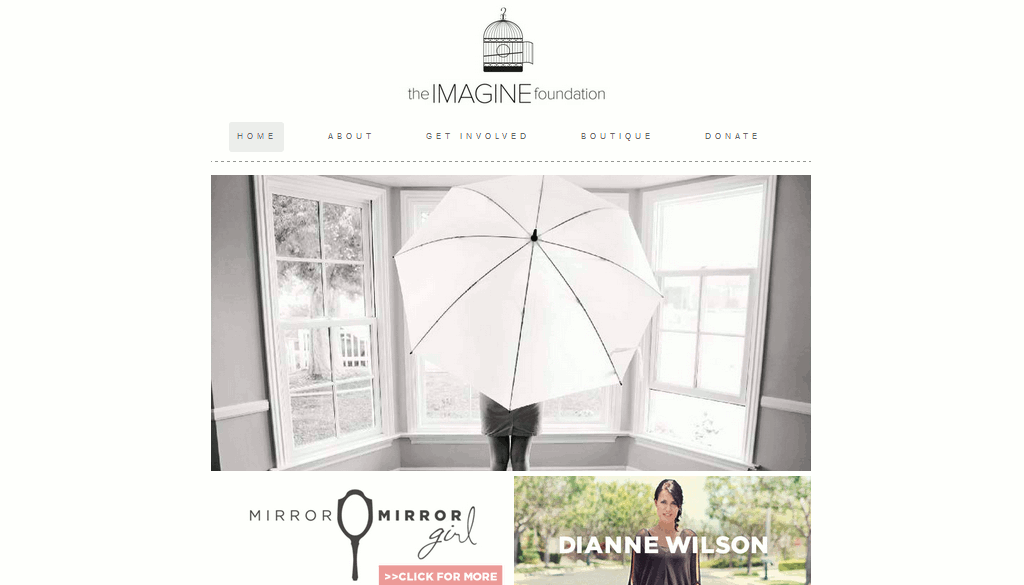 the IMAGINE foundation
HOME ABOUT GET INVOLVED BOUTIQUE DONATE
MIRROR MIRROR
girl
>>CLICK FOR MORE
DIANNE WILSON